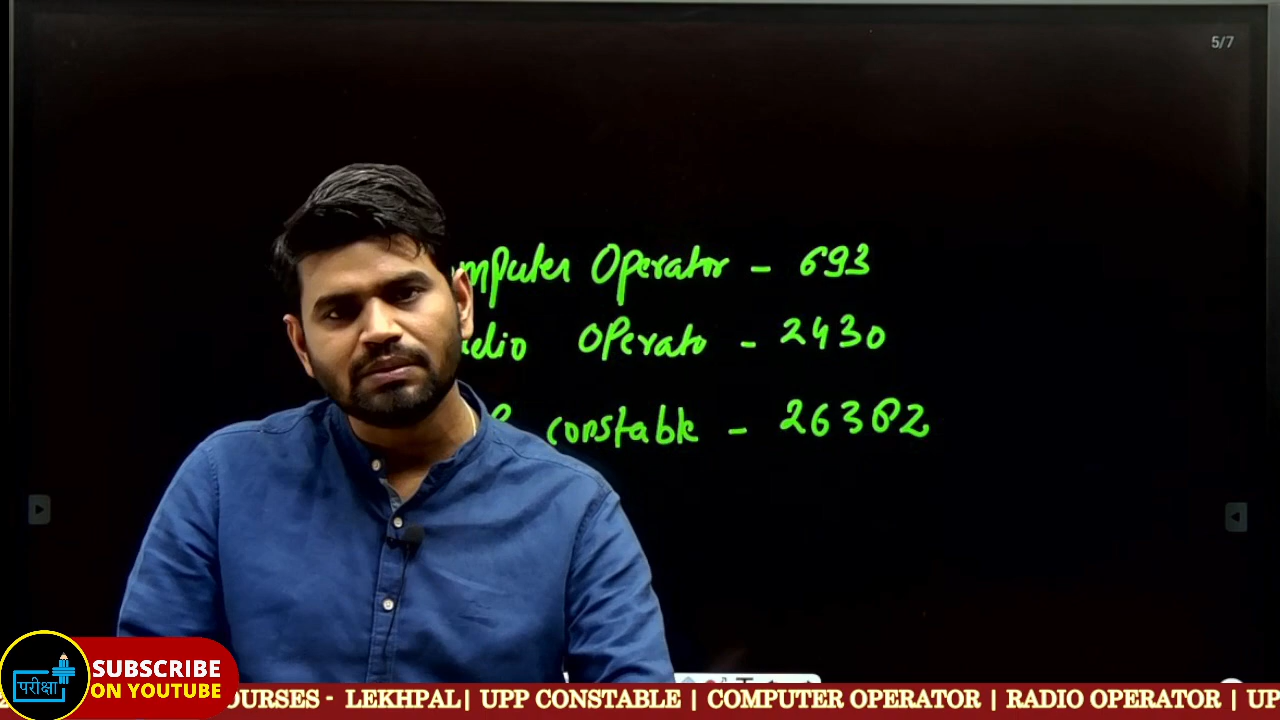 5/7
mputer Operator - 693
adio Operato - 2430
constable - 26382
परीक्षा
SUBSCRIBE
ON YOUTUBE
OURSES - LEKHPAL| UPP CONSTABLE | COMPUTER OPERATOR | RADIO OPERATOR | UP